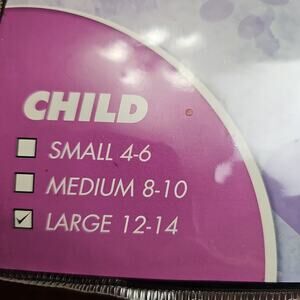 CHILD
SMALL 4-6
MEDIUM 8-10
LARGE 12-14